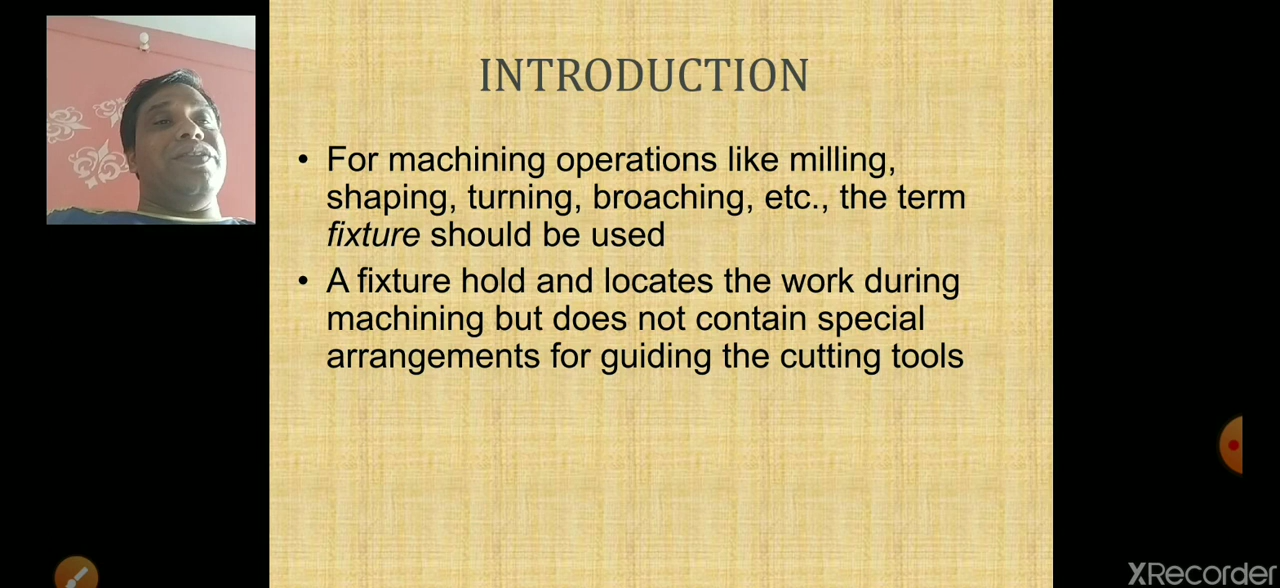 INTRODUCTION
• For machining operations like milling,
shaping, turning, broaching, etc., the term
fixture should be used
• A fixture hold and locates the work during
machining but does not contain special
arrangements for guiding the cutting tools
XRecorder